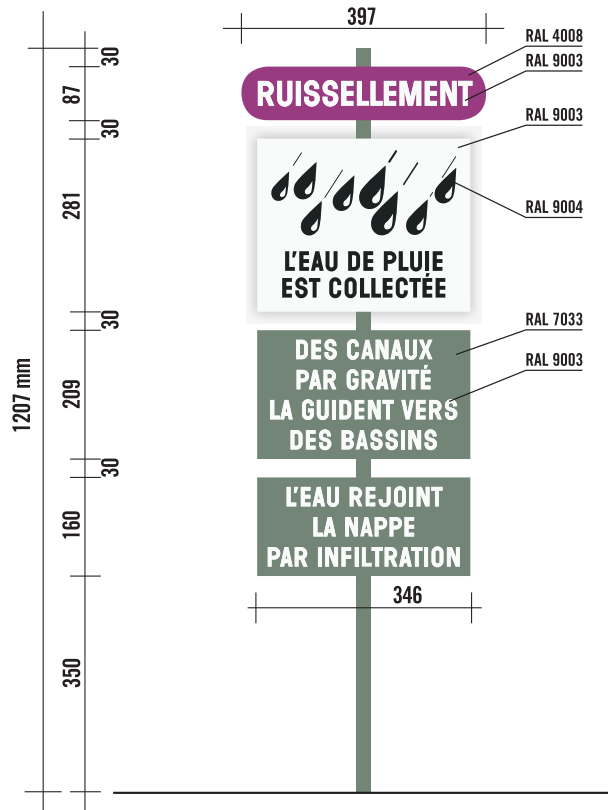 397
RAL 4008
RAL 9003
30
87
RUISSELLEMENT
30
RAL 9003
281
RAL 9004
L'EAU DE PLUIE
EST COLLECTÉE
30
RAL 7033
DES CANAUX
PAR GRAVITÉ
LA GUIDENT VERS
DES BASSINS
RAL 9003
1207 mm
209
30
160
L'EAU REJOINT
LA NAPPE
PAR INFILTRATION
346
350